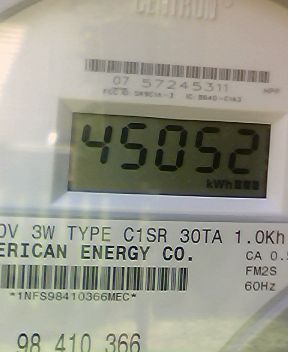 CENTRON
07 57245311
45052
kWh
0V 3W TYPE C1SR 30TA 1.0Kh
ERICAN ENERGY CO.
CA 0.5
FM2S
60Hz
*1NFS98410366MEC*
98 410 366